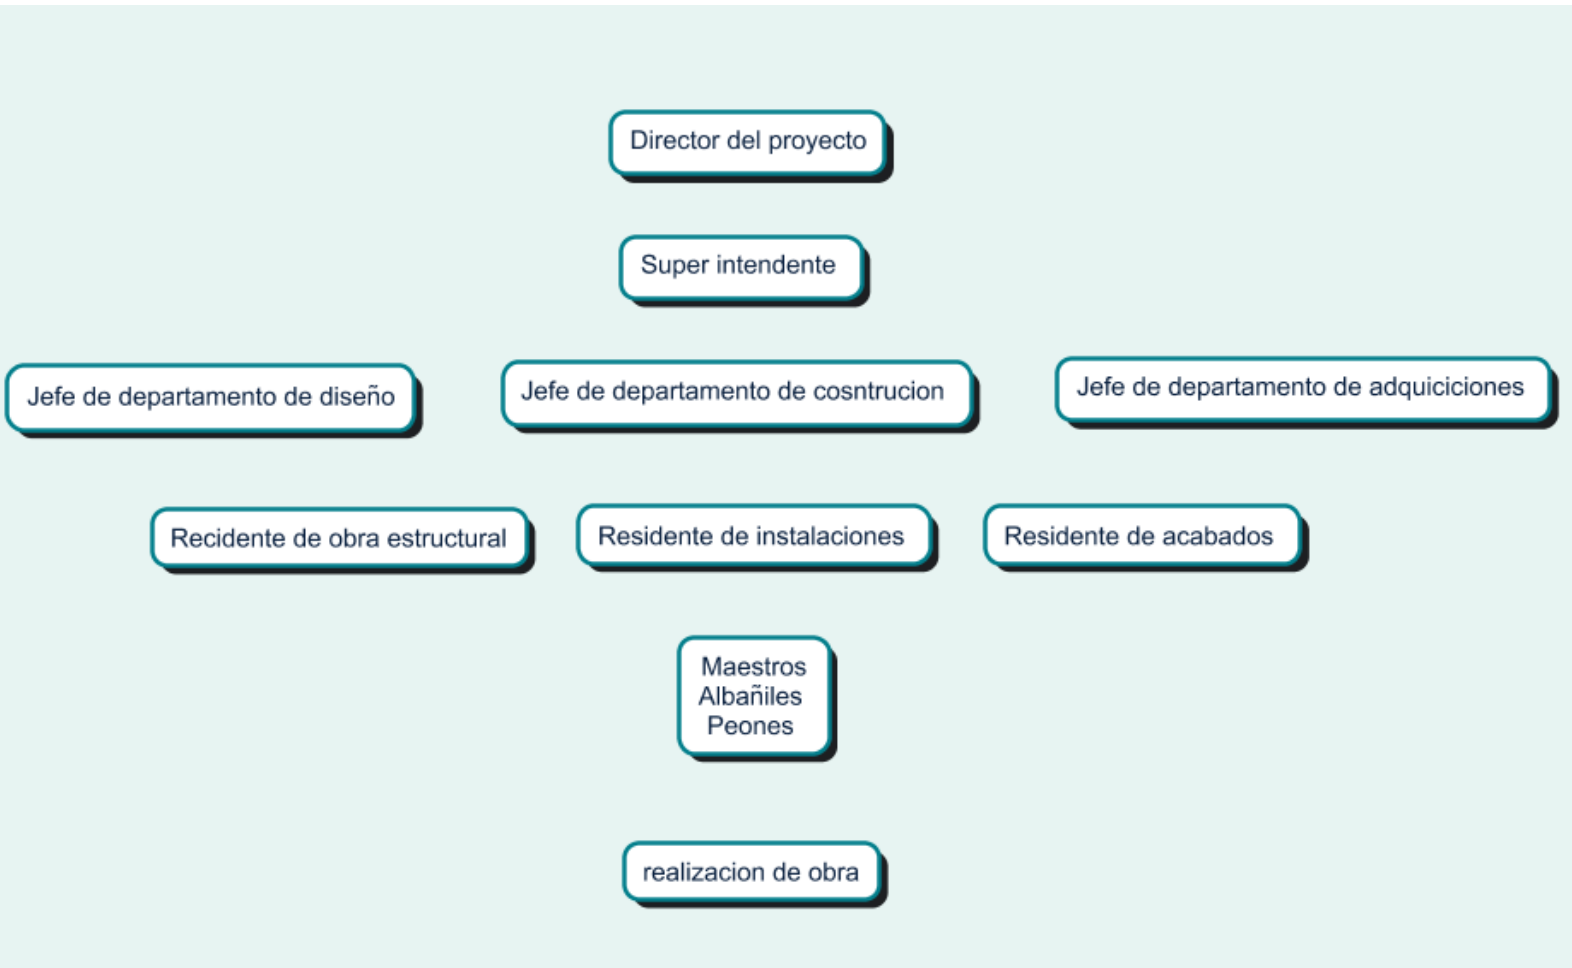 Director del proyecto
Super intendente
Jefe de departamento de diseño
Jefe de departamento de cosntrucion
Jefe de departamento de adquiciciones
Recidente de obra estructural
Residente de instalaciones
Residente de acabados
Maestros
Albañiles
Peones
realizacion de obra